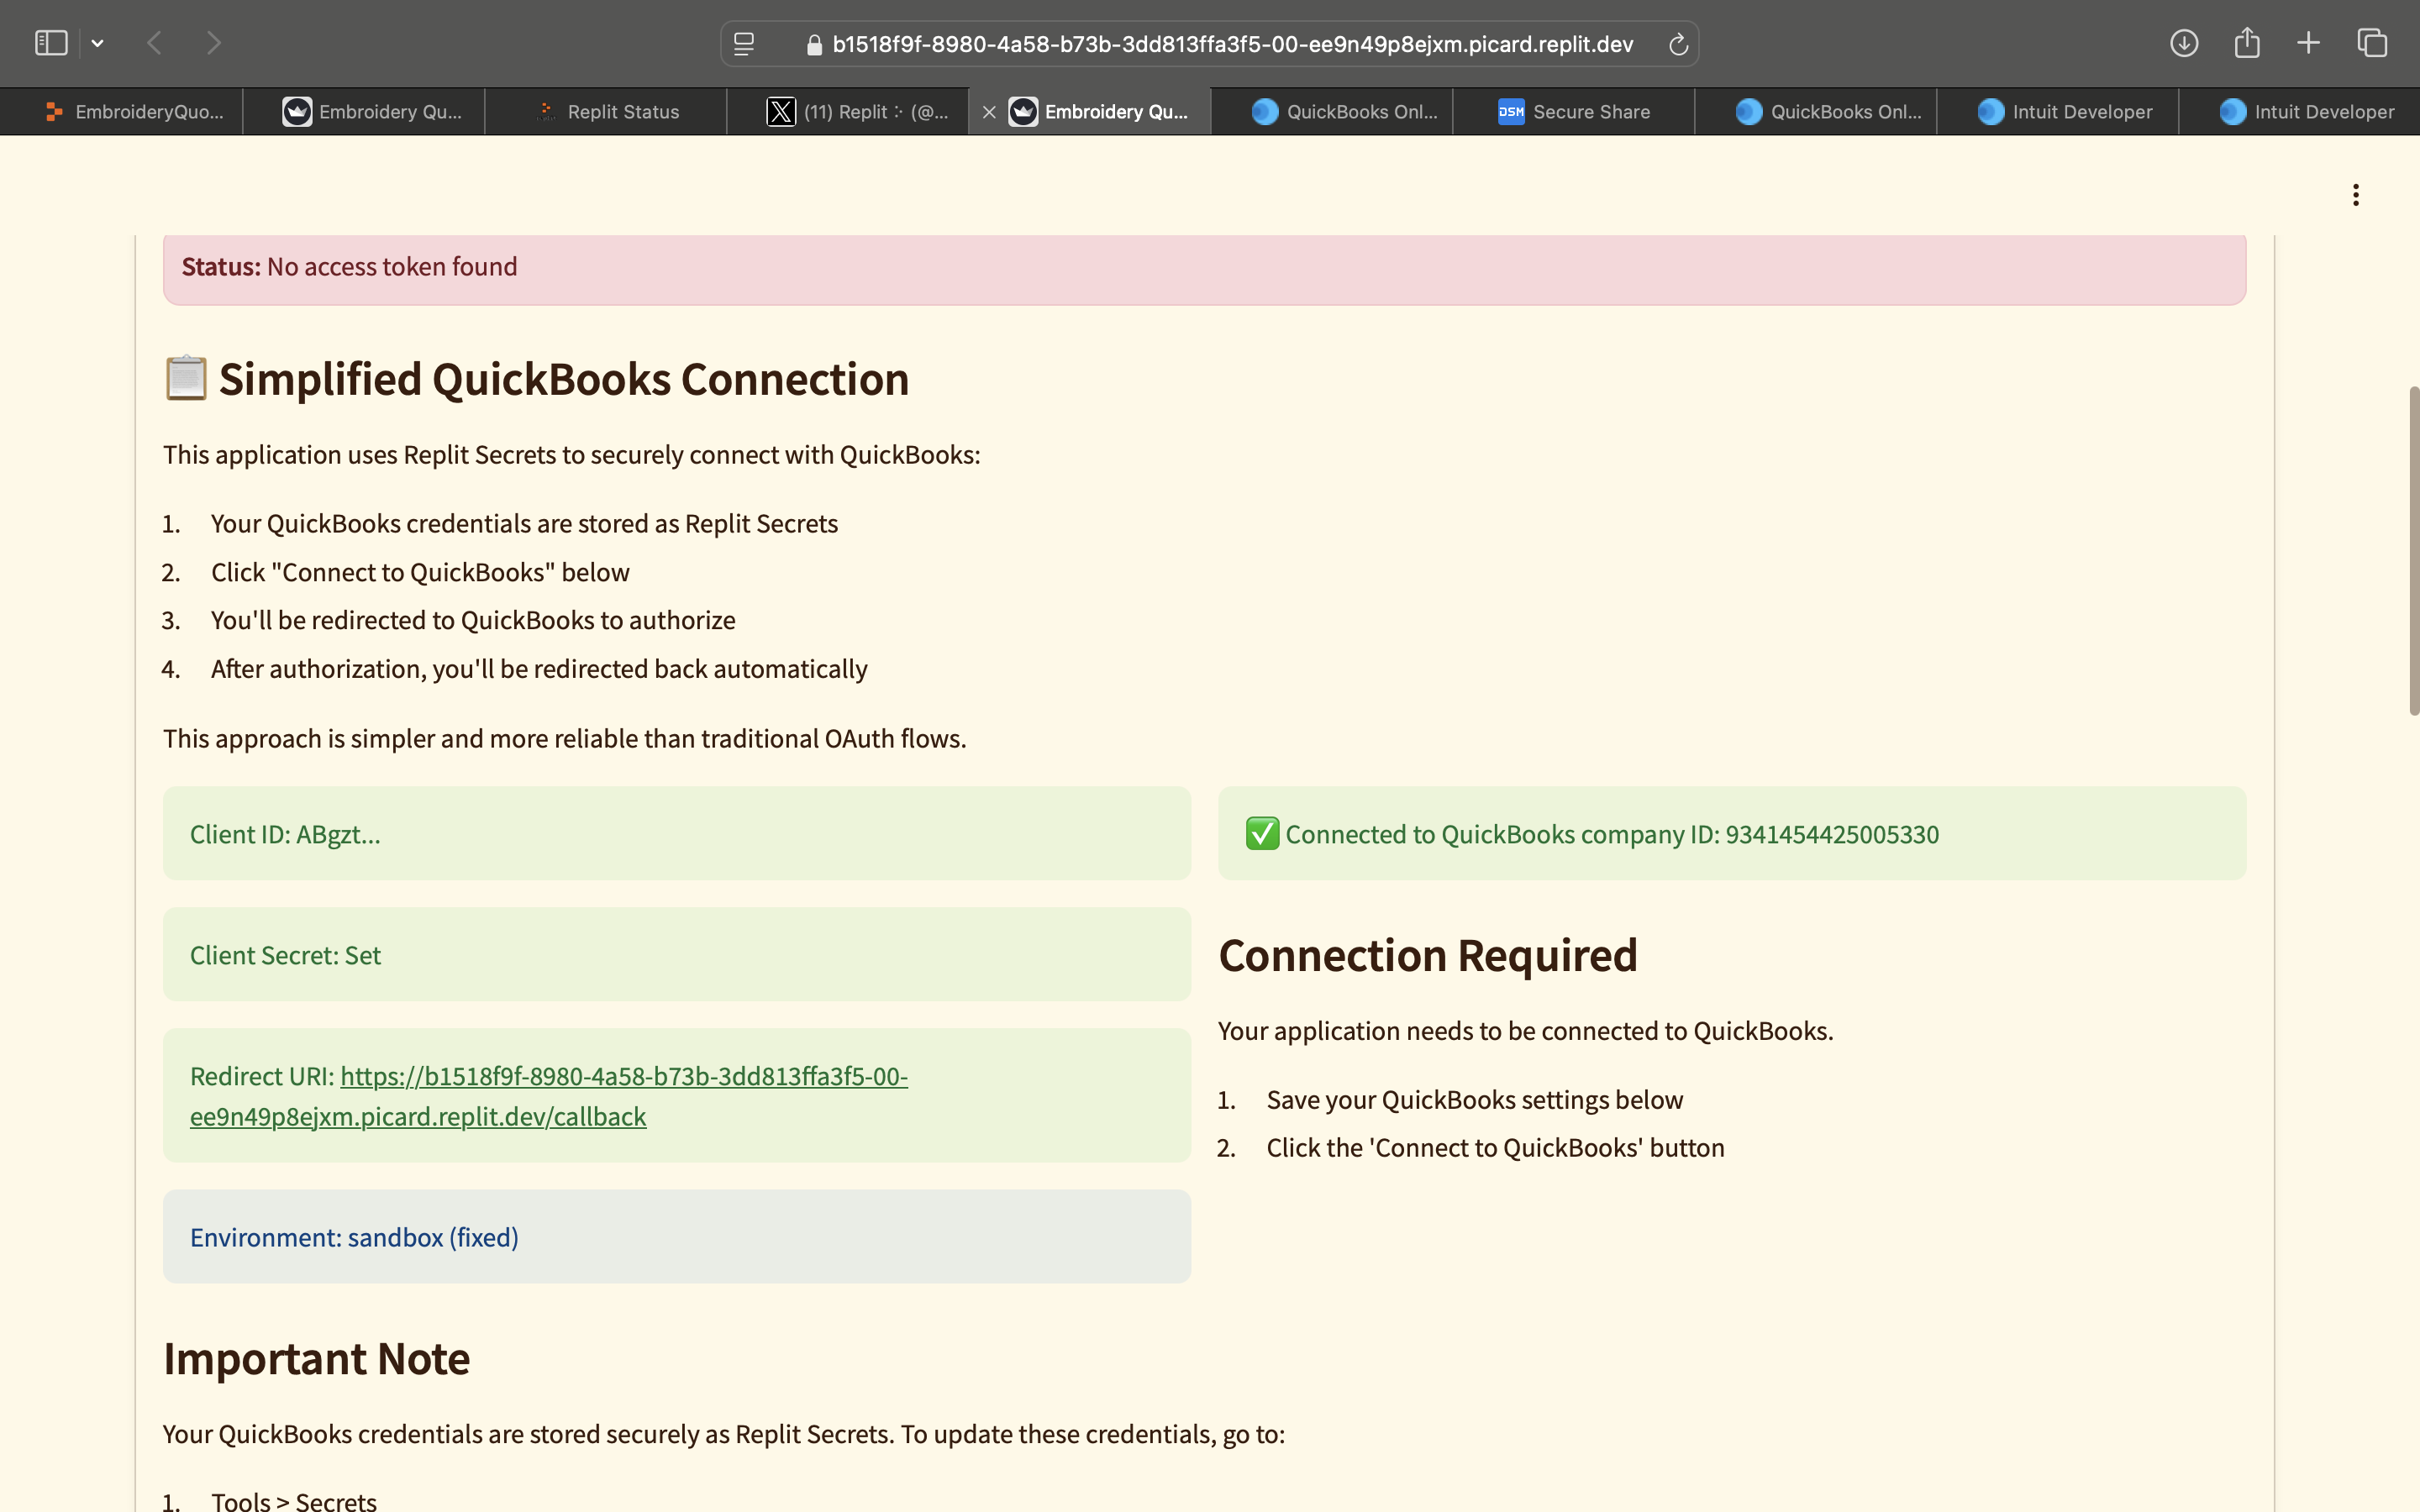 b1518f9f-8980-4a58-b73b-3dd813ffa3f5-00-ee9n49p8ejxm.picard.replit.dev
EmbroideryQuo...
Embroidery Qu...
Replit Status
(11) Replit ⠕ (@...
Embroidery Qu...
QuickBooks Onl...
DSM Secure Share
QuickBooks Onl...
Intuit Developer
Intuit Developer
Status: No access token found
📋 Simplified QuickBooks Connection
This application uses Replit Secrets to securely connect with QuickBooks:
1. Your QuickBooks credentials are stored as Replit Secrets
2. Click "Connect to QuickBooks" below
3. You'll be redirected to QuickBooks to authorize
4. After authorization, you'll be redirected back automatically
This approach is simpler and more reliable than traditional OAuth flows.
Client ID: ABgzt...
Client Secret: Set
Redirect URI: https://b1518f9f-8980-4a58-b73b-3dd813ffa3f5-00-
ee9n49p8ejxm.picard.replit.dev/callback
Environment: sandbox (fixed)
✅ Connected to QuickBooks company ID: 9341454425005330
Connection Required
Your application needs to be connected to QuickBooks.
1. Save your QuickBooks settings below
2. Click the 'Connect to QuickBooks' button
Important Note
Your QuickBooks credentials are stored securely as Replit Secrets. To update these credentials, go to:
1. Tools > Secrets